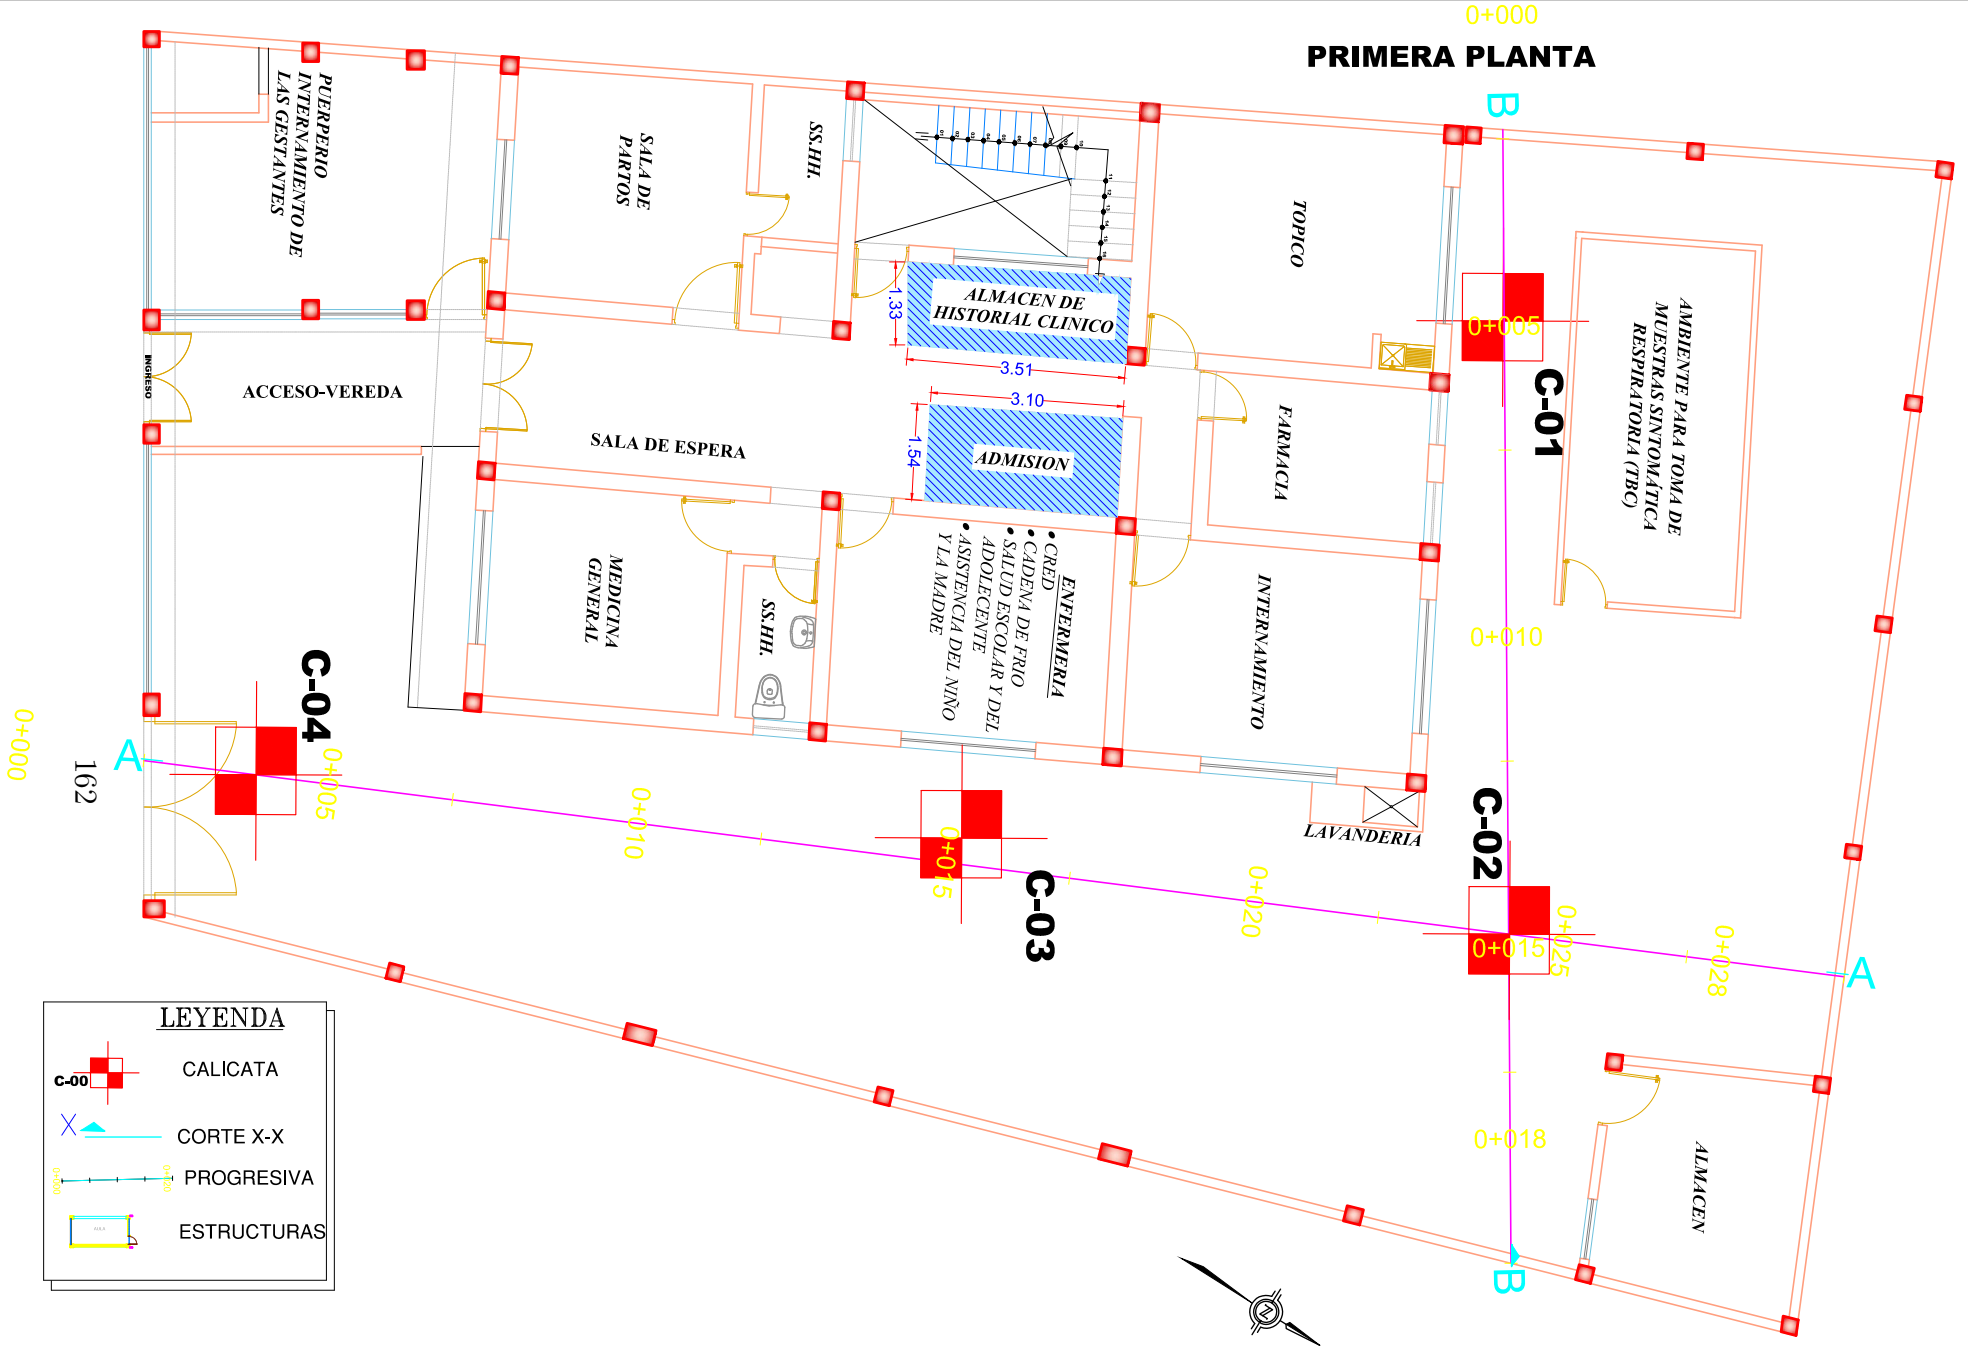 0+000
PRIMERA PLANTA
B
PUERPERIO
INTERNAMIENTO DE
LAS GESTANTES
SALA DE
PARTOS
SS.HH.
TOPICO
ALMACEN DE
HISTORIAL CLINICO
1.33
3.51
3.10
1.54
ADMISION
0+005
C-01
AMBIENTE PARA TOMA DE
MUESTRAS SINTOMÁTICA
RESPIRATORIA (TBC)
INGRESO
ACCESO-VEREDA
SALA DE ESPERA
FARMACIA
MEDICINA
GENERAL
SS.HH.
ENFERMERIA
• CRED
• CADENA DE FRIO
• SALUD ESCOLAR Y DEL
ADOLECENTE
• ASISTENCIA DEL NIÑO
Y LA MADRE
INTERNAMIENTO
0+010
C-04
0+000
A
162
0+005
0+010
0+015
C-03
LAVANDERIA
C-02
0+020
0+015
0+025
0+028
A
0+018
ALMACEN
B
N
LEYENDA
C-00
CALICATA
X
CORTE X-X
PROGRESIVA
ESTRUCTURAS